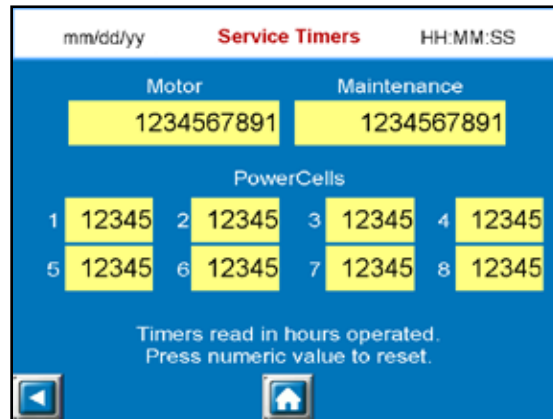 mm/dd/yy Service Timers HH:MM:SS
Motor Maintenance
1234567891 1234567891
PowerCells
1 12345 2 12345 3 12345 4 12345
5 12345 6 12345 7 12345 8 12345
Timers read in hours operated.
Press numeric value to reset.